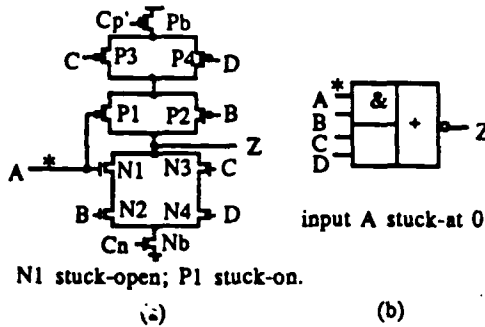 Cp' Pb
C P3 P4 D
P1 P2 B
Z
A * N1 N3 C
B N2 N4 D
Cn Nb
N1 stuck-open; P1 stuck-on.
(a)
A * & + Z
B
C
D
input A stuck-at 0
(b)